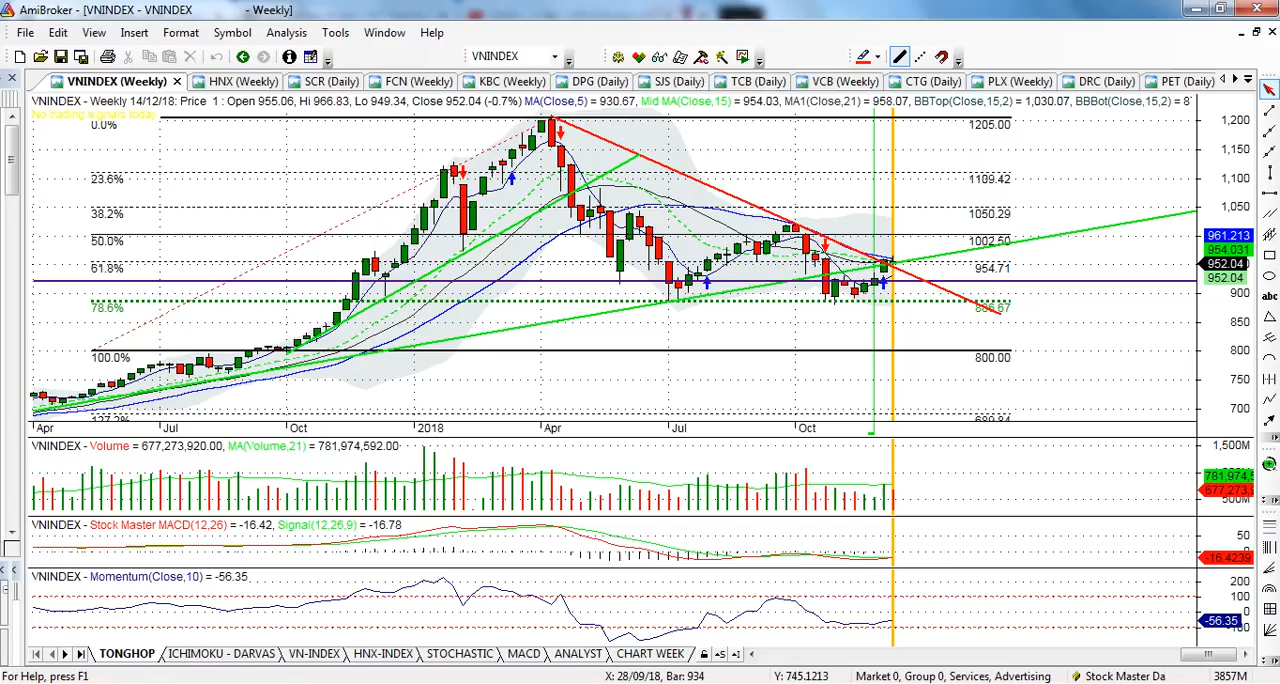 AmiBroker - [VNINDEX - VNINDEX - Weekly]
File Edit View Insert Format Symbol Analysis Tools Window Help
VNINDEX
VNINDEX (Weekly) HNX (Weekly) SCR (Daily) FCN (Weekly) KBC (Weekly) DPG (Daily) SJS (Daily) TCB (Daily) VCB (Weekly) CTG (Daily) PLX (Weekly) DRC (Daily) PET (Daily)
VNINDEX - Weekly 14/12/18: Price 1 : Open 955.06, Hi 966.83, Lo 949.34, Close 952.04 (-0.7%) MA(Close,5) = 930.67, Mid MA(Close,15) = 954.03, MA1(Close,21) = 958.07, BBTop(Close,15,2) = 1,030.07, BBBot(Close,15,2) = 8
No trading signals today
0.0% 1205.00 1,200
1,150
23.6% 1109.42 1,100
38.2% 1050.29 1,050
50.0% 1002.50
961.213
954.031
61.8% 954.71 952.04
952.04
900
78.6%
850
100.0% 800.00 800
750
700
Apr Jul Oct 2018 Apr Jul Oct
VNINDEX - Volume = 677,273,920.00, MA(Volume,21) = 781,974,592.00
1,500M
781,974,5
677,273,9
500M
VNINDEX - Stock Master MACD(12,26) = -16.42, Signal(12,26,9) = -16.78
50
0
-16.4239
VNINDEX - Momentum(Close,10) = -56.35
200
100
0
-56.35
TONGHOP ICHIMOKU - DARVAS VN-INDEX HNX-INDEX STOCHASTIC MACD ANALYST CHART WEEK
For Help, press F1 X: 28/09/18, Bar: 934 Y: 745.1213 Market 0, Group 0, Services, Advertising Stock Master Da 3857M